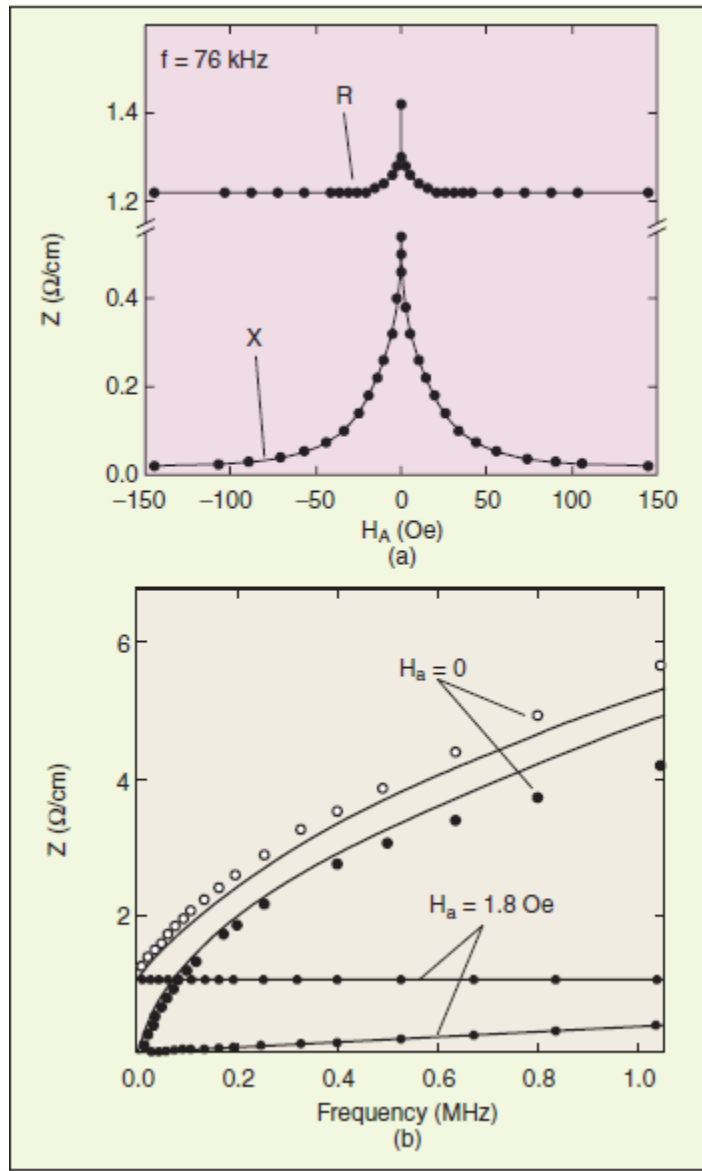 f = 76 kHz
R
1.4
1.2
Z (Ω/cm)
0.4
X
0.2
0.0
−150 −100 −50 0 50 100 150
H_A (Oe)
(a)
6
H_a = 0
4
Z (Ω/cm)
H_a = 1.8 Oe
2
0.0 0.2 0.4 0.6 0.8 1.0
Frequency (MHz)
(b)